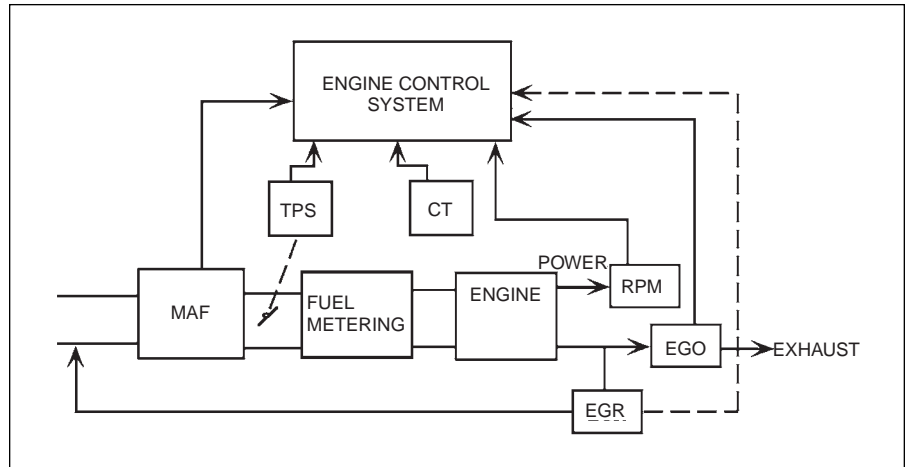 ENGINE CONTROL
SYSTEM
TPS
CT
POWER
RPM
MAF
FUEL
METERING
ENGINE
EGO
EXHAUST
EGR